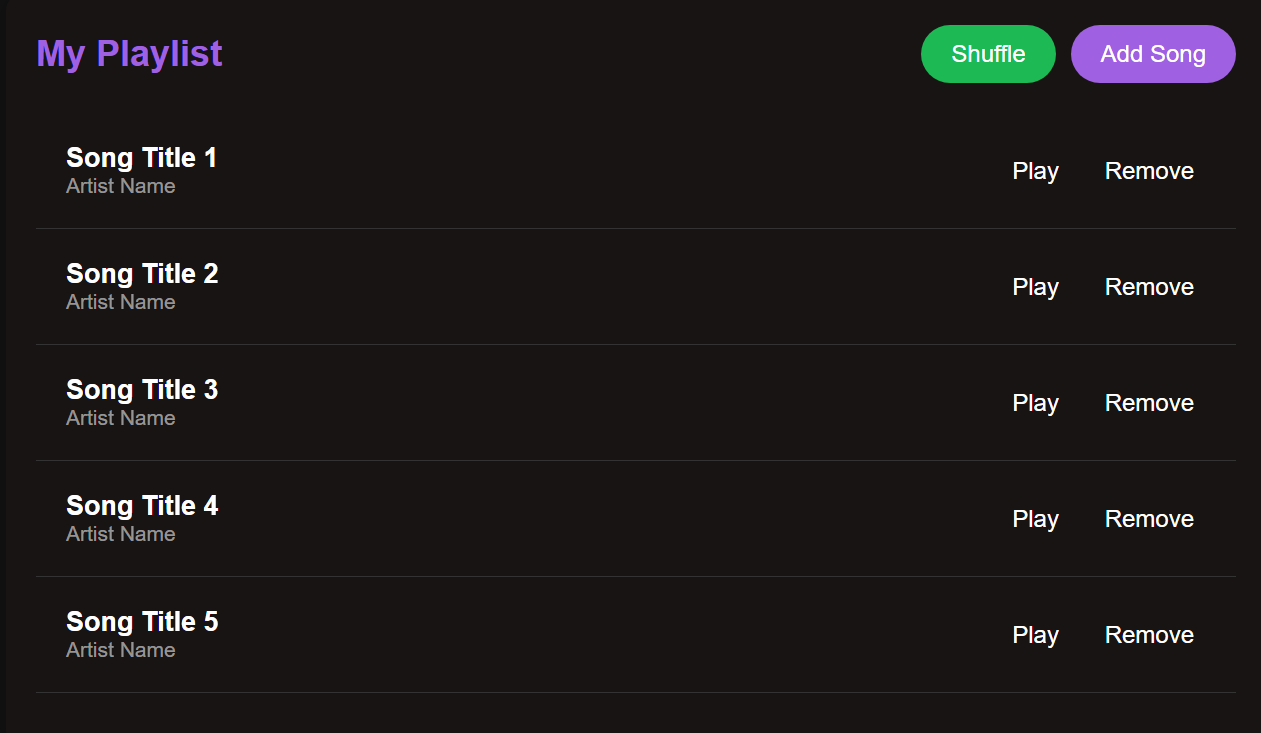 My Playlist
Shuffle
Add Song
Song Title 1
Artist Name
Play
Remove
Song Title 2
Artist Name
Play
Remove
Song Title 3
Artist Name
Play
Remove
Song Title 4
Artist Name
Play
Remove
Song Title 5
Artist Name
Play
Remove